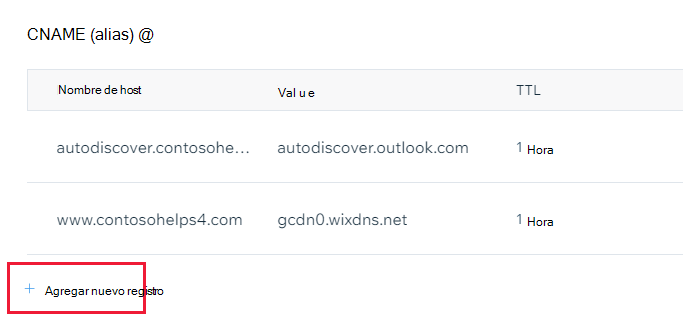 CNAME (alias) @
Nombre de host Value TTL
autodiscover.contosohe... autodiscover.outlook.com 1 Hora
www.contosohelps4.com gcdn0.wixdns.net 1 Hora
+ Agregar nuevo registro